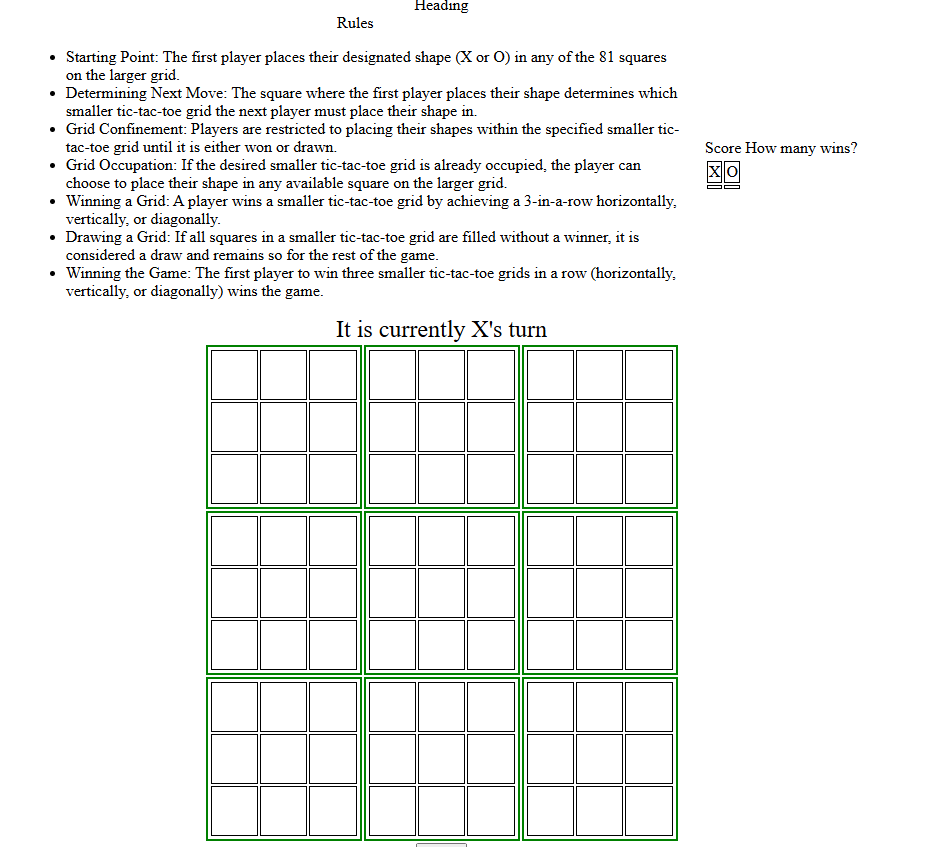 Heading
Rules
• Starting Point: The first player places their designated shape (X or O) in any of the 81 squares
on the larger grid.
• Determining Next Move: The square where the first player places their shape determines which
smaller tic-tac-toe grid the next player must place their shape in.
• Grid Confinement: Players are restricted to placing their shapes within the specified smaller tic-
tac-toe grid until it is either won or drawn.
• Grid Occupation: If the desired smaller tic-tac-toe grid is already occupied, the player can
choose to place their shape in any available square on the larger grid.
• Winning a Grid: A player wins a smaller tic-tac-toe grid by achieving a 3-in-a-row horizontally,
vertically, or diagonally.
• Drawing a Grid: If all squares in a smaller tic-tac-toe grid are filled without a winner, it is
considered a draw and remains so for the rest of the game.
• Winning the Game: The first player to win three smaller tic-tac-toe grids in a row (horizontally,
vertically, or diagonally) wins the game.
Score How many wins?
X O
It is currently X's turn